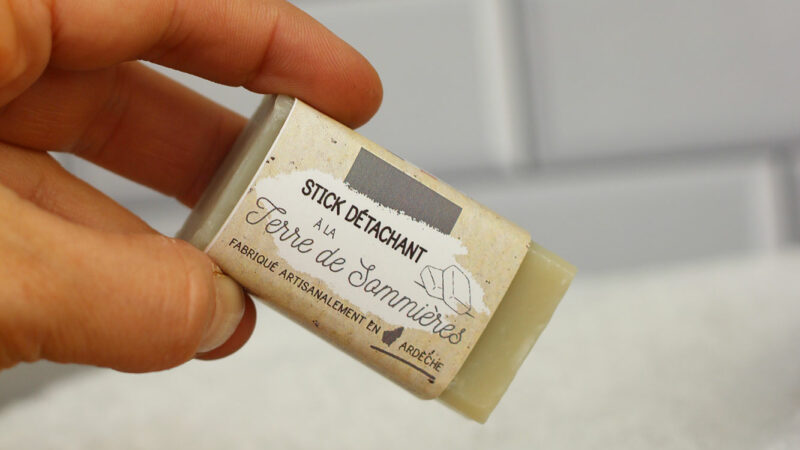 STICK DÉTACHANT
À LA
Terre de Sommières
FABRIQUÉ ARTISANALEMENT EN ARDÈCHE